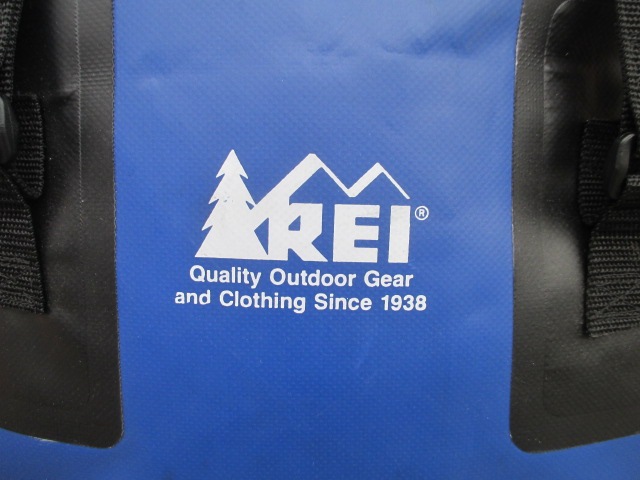 REI®
Quality Outdoor Gear
and Clothing Since 1938